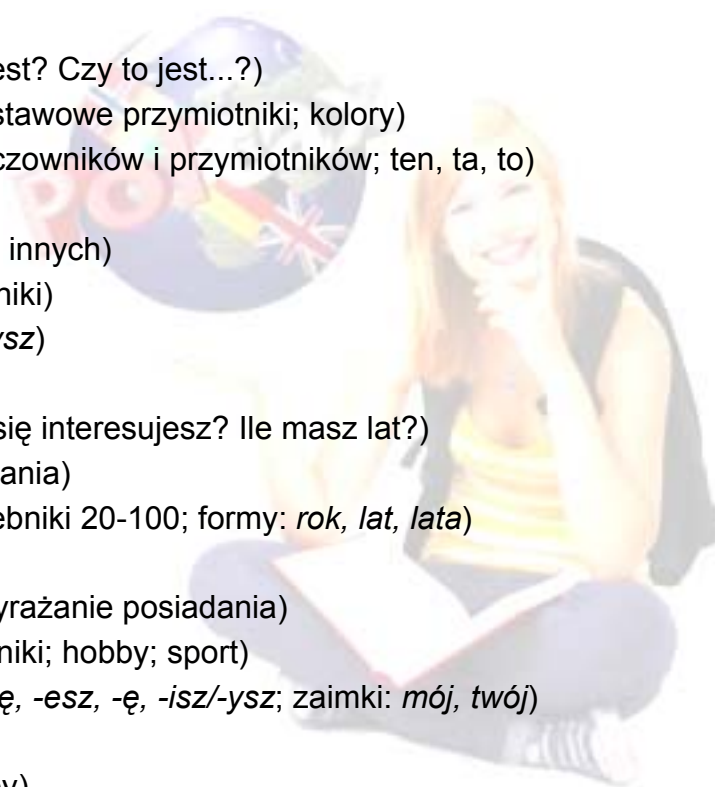 est? Czy to jest...?)
stawowe przymiotniki; kolory)
czowników i przymiotników; ten, ta, to)
innych)
niki)
ysz)
się interesujesz? Ile masz lat?)
ania)
ebniki 20-100; formy: rok, lat, lata)
yrażanie posiadania)
niki; hobby; sport)
ę, -esz, -ę, -isz/-ysz; zaimki: mój, twój)